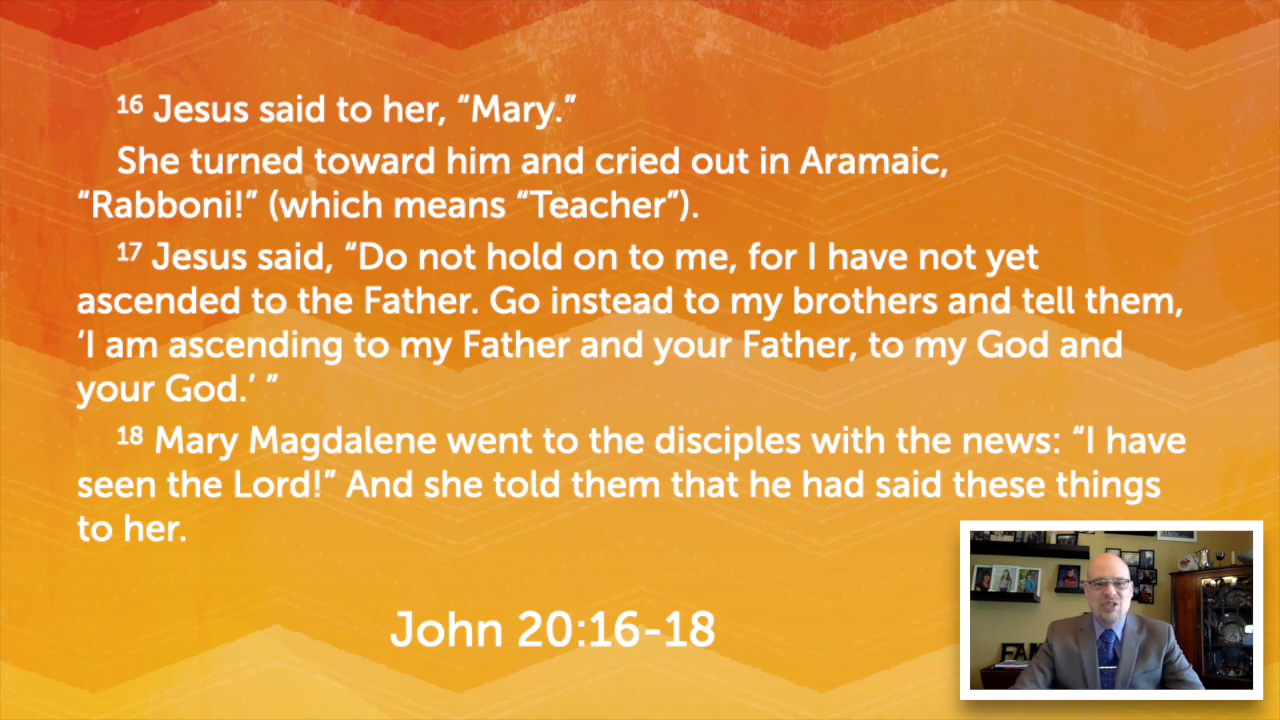 16 Jesus said to her, “Mary.”
She turned toward him and cried out in Aramaic,
“Rabboni!” (which means “Teacher”).
17 Jesus said, “Do not hold on to me, for I have not yet
ascended to the Father. Go instead to my brothers and tell them,
‘I am ascending to my Father and your Father, to my God and
your God.’ ”
18 Mary Magdalene went to the disciples with the news: “I have
seen the Lord!” And she told them that he had said these things
to her.
John 20:16-18